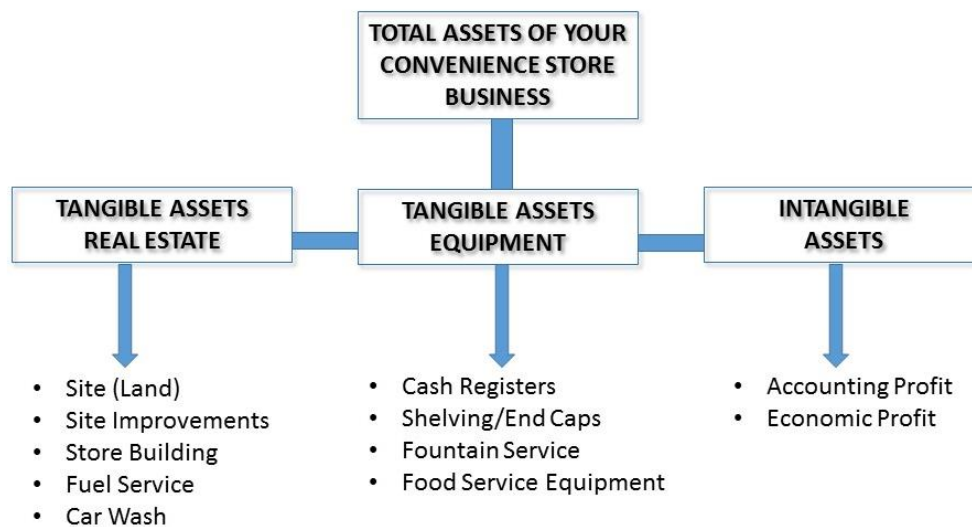 TOTAL ASSETS OF YOUR
CONVENIENCE STORE
BUSINESS
TANGIBLE ASSETS
REAL ESTATE
TANGIBLE ASSETS
EQUIPMENT
INTANGIBLE
ASSETS
• Site (Land)
• Site Improvements
• Store Building
• Fuel Service
• Car Wash
• Cash Registers
• Shelving/End Caps
• Fountain Service
• Food Service Equipment
• Accounting Profit
• Economic Profit